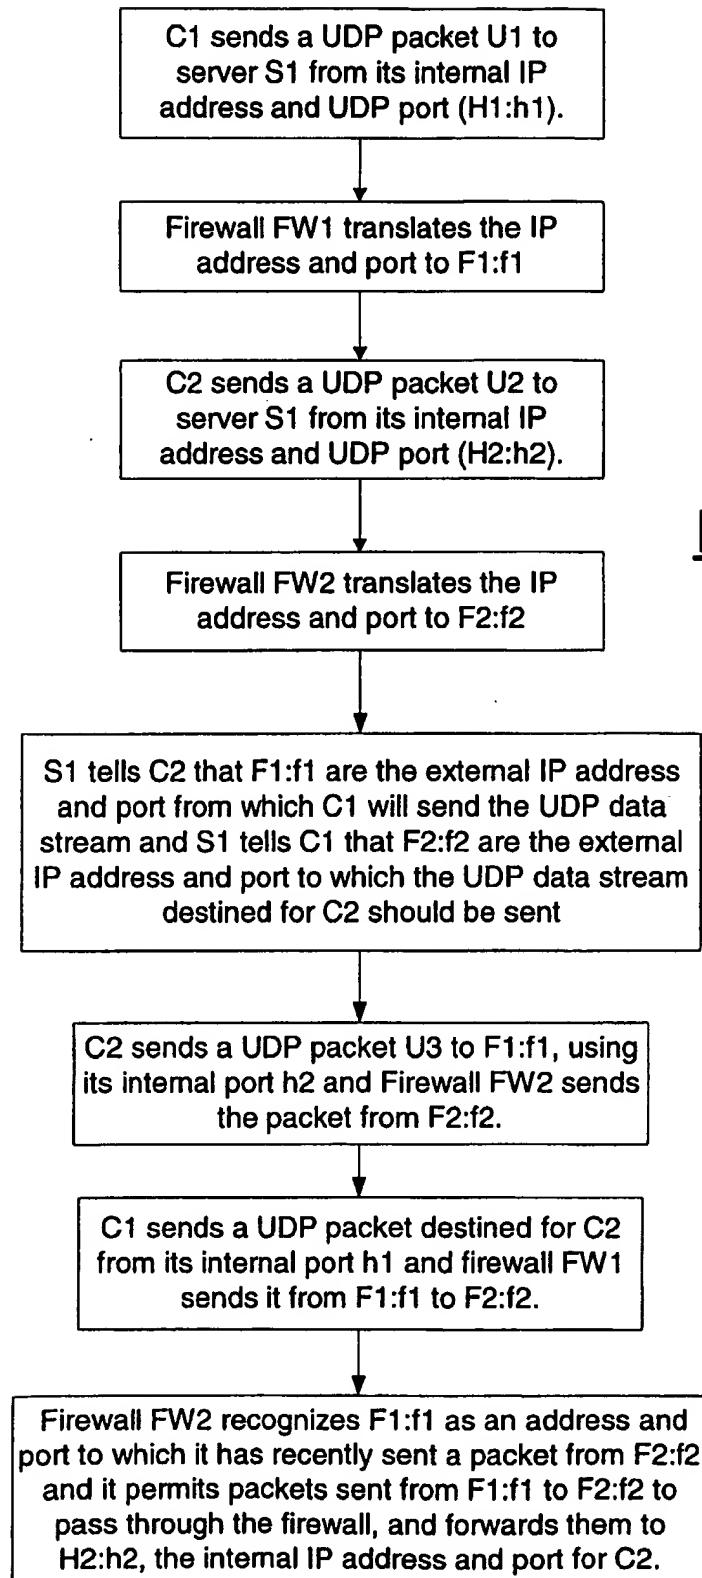 C1 sends a UDP packet U1 to
server S1 from its internal IP
address and UDP port (H1:h1).
Firewall FW1 translates the IP
address and port to F1:f1
C2 sends a UDP packet U2 to
server S1 from its internal IP
address and UDP port (H2:h2).
Firewall FW2 translates the IP
address and port to F2:f2
S1 tells C2 that F1:f1 are the external IP address
and port from which C1 will send the UDP data
stream and S1 tells C1 that F2:f2 are the external
IP address and port to which the UDP data stream
destined for C2 should be sent
C2 sends a UDP packet U3 to F1:f1, using
its internal port h2 and Firewall FW2 sends
the packet from F2:f2.
C1 sends a UDP packet destined for C2
from its internal port h1 and firewall FW1
sends it from F1:f1 to F2:f2.
Firewall FW2 recognizes F1:f1 as an address and
port to which it has recently sent a packet from F2:f2
and it permits packets sent from F1:f1 to F2:f2 to
pass through the firewall, and forwards them to
H2:h2, the internal IP address and port for C2.